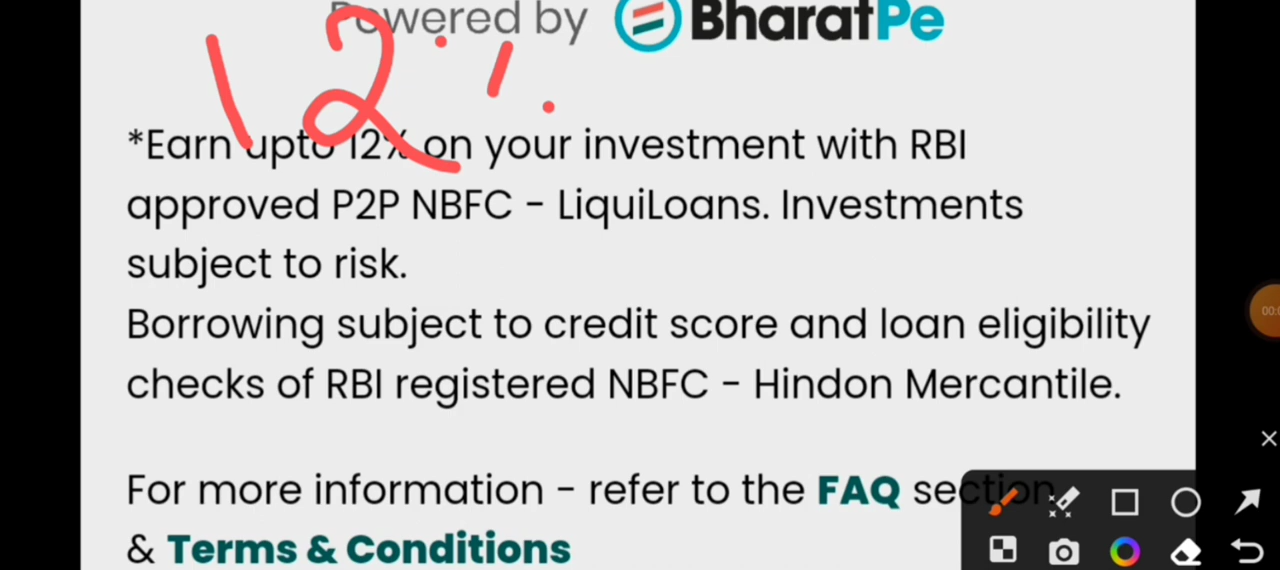 Powered by BharatPe
12%
*Earn upto 12% on your investment with RBI
approved P2P NBFC - LiquiLoans. Investments
subject to risk.
Borrowing subject to credit score and loan eligibility
checks of RBI registered NBFC - Hindon Mercantile.
For more information - refer to the FAQ section
& Terms & Conditions